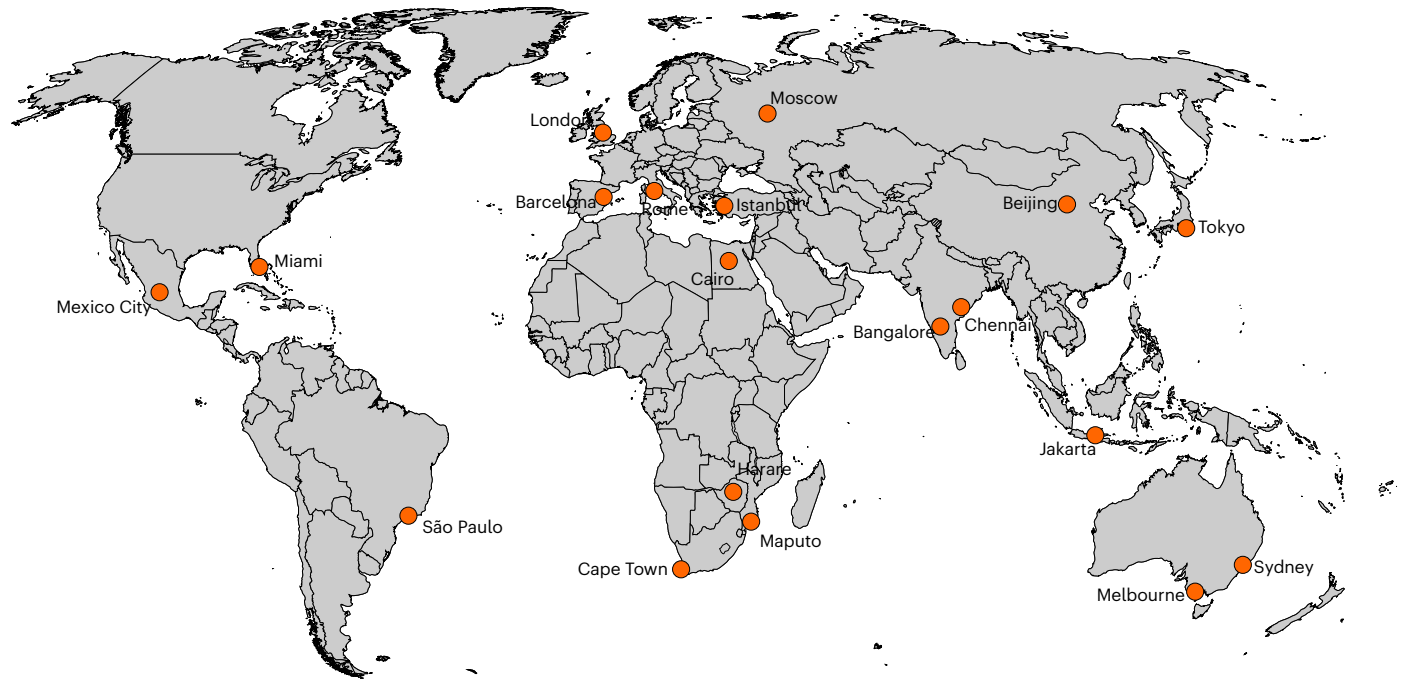 Moscow
London
Barcelona
Rome
Istanbul
Beijing
Tokyo
Miami
Cairo
Mexico City
Bangalore
Chennai
Jakarta
Harare
São Paulo
Maputo
Cape Town
Sydney
Melbourne